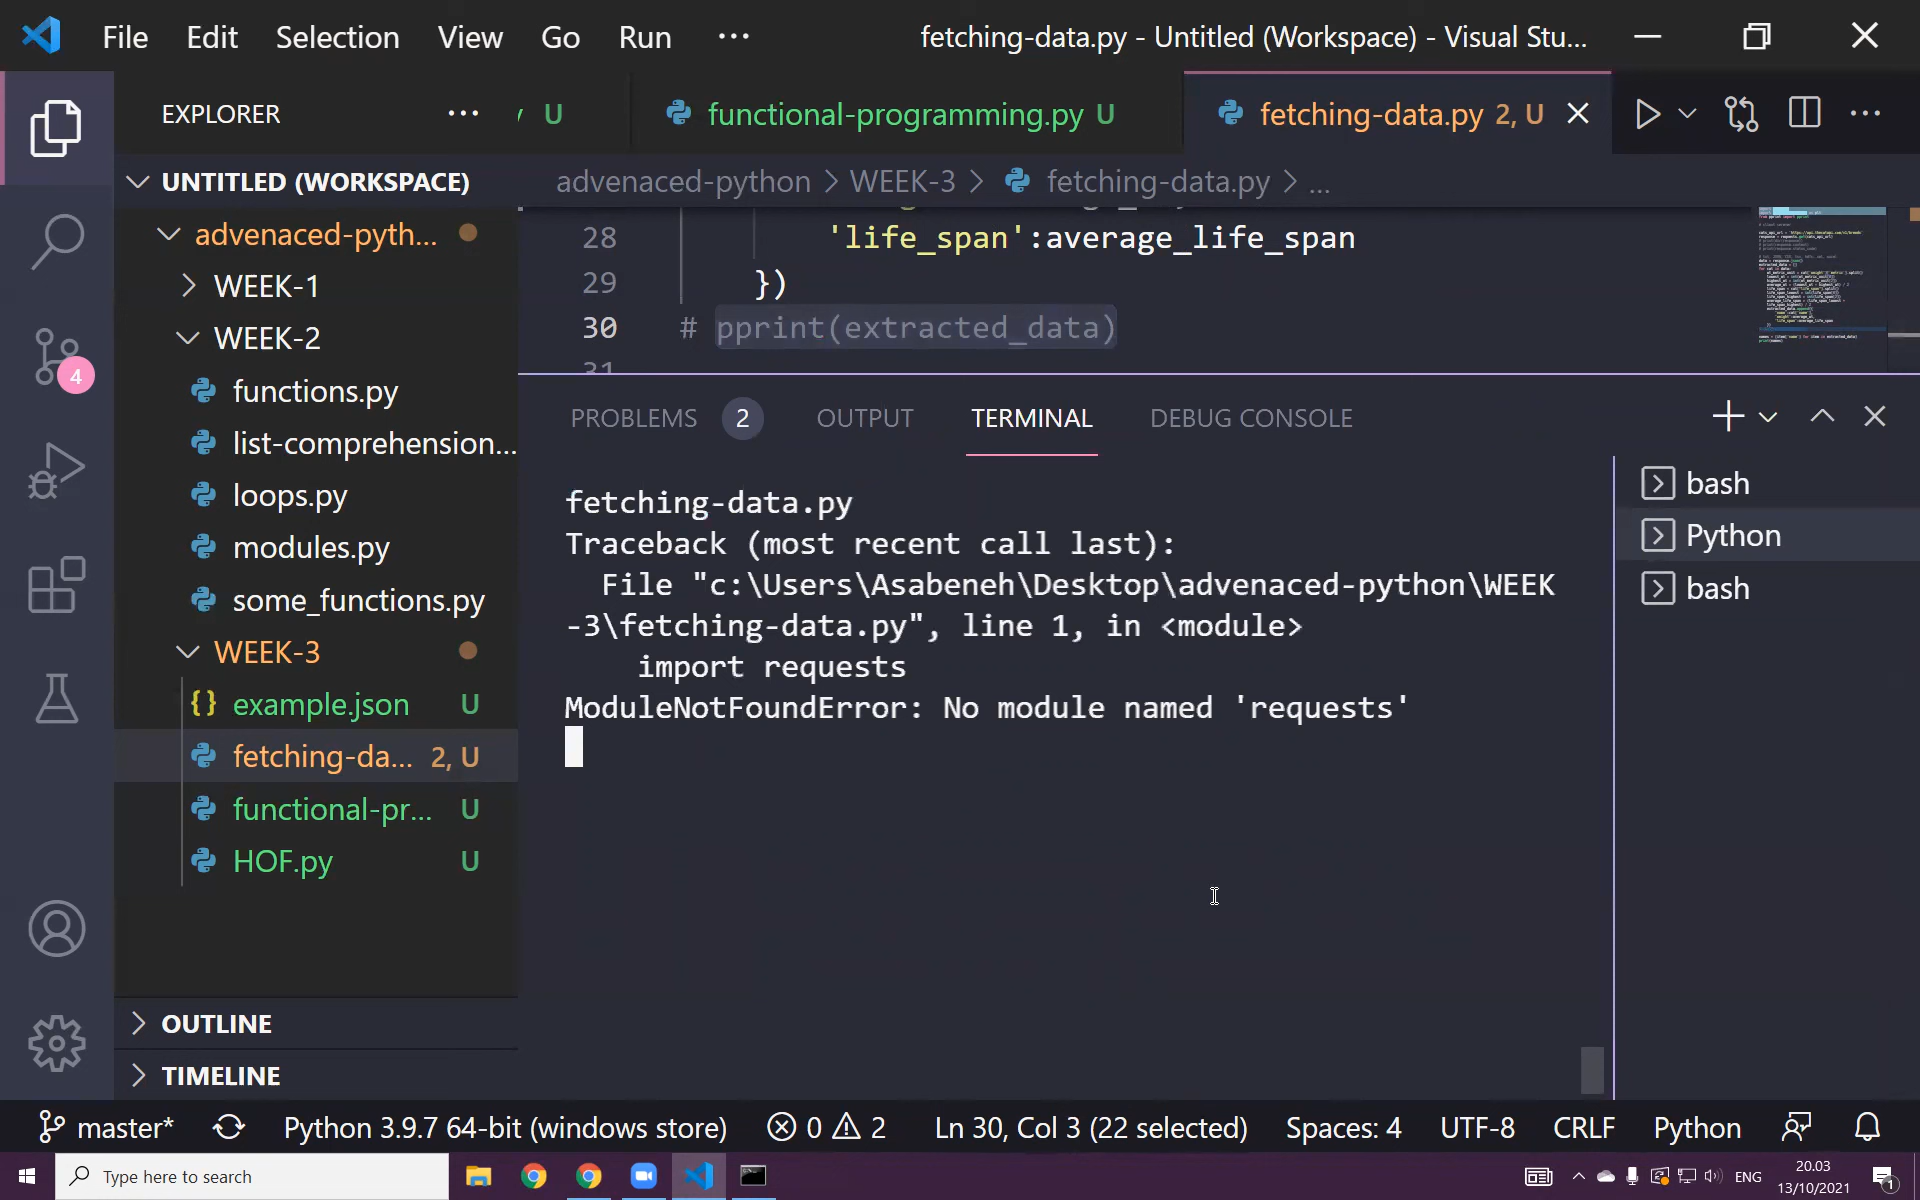 File Edit Selection View Go Run ··· fetching-data.py - Untitled (Workspace) - Visual Stu...
EXPLORER ··· U functional-programming.py U fetching-data.py 2, U
UNTITLED (WORKSPACE)
advenaced-python > WEEK-3 > fetching-data.py > ...
advenaced-pyth...
WEEK-1
WEEK-2
functions.py
list-comprehension...
loops.py
modules.py
some_functions.py
WEEK-3
{} example.json U
fetching-da... 2, U
functional-pr... U
HOF.py U
OUTLINE
TIMELINE
4
28 'life_span':average_life_span
29 })
30 # pprint(extracted_data)
31
PROBLEMS 2 OUTPUT TERMINAL DEBUG CONSOLE
fetching-data.py
Traceback (most recent call last):
File "c:\Users\Asabeneh\Desktop\advenaced-python\WEEK
-3\fetching-data.py", line 1, in <module>
import requests
ModuleNotFoundError: No module named 'requests'
bash
Python
bash
master* Python 3.9.7 64-bit (windows store) 0 2 Ln 30, Col 3 (22 selected) Spaces: 4 UTF-8 CRLF Python
Type here to search ENG 20.03
13/10/2021 1